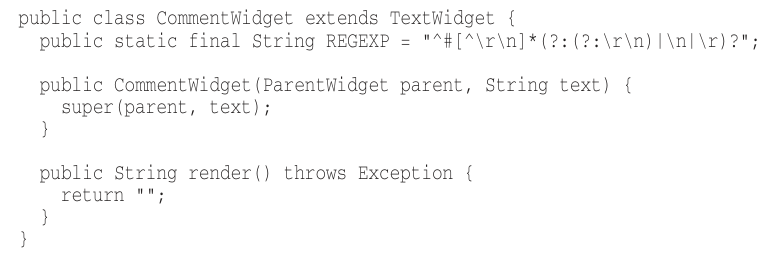 public class CommentWidget extends TextWidget {
  public static final String REGEXP = "^#[^\r\n]*(?:(?:\r\n)|\n|\r)?";

  public CommentWidget(ParentWidget parent, String text) {
    super(parent, text);
  }

  public String render() throws Exception {
    return "";
  }
}